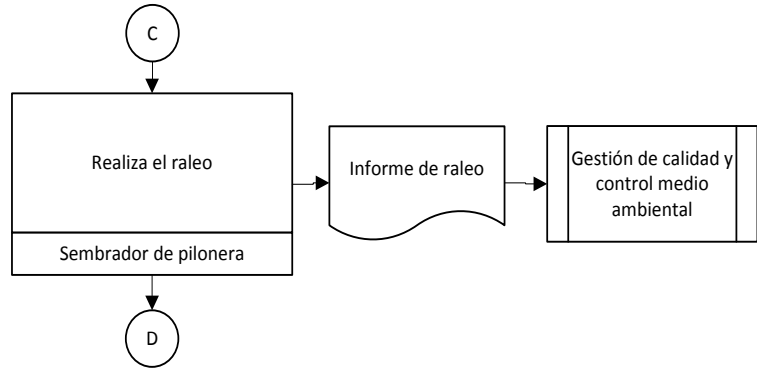 C
Realiza el raleo
Sembrador de pilonera
Informe de raleo
Gestión de calidad y
control medio
ambiental
D